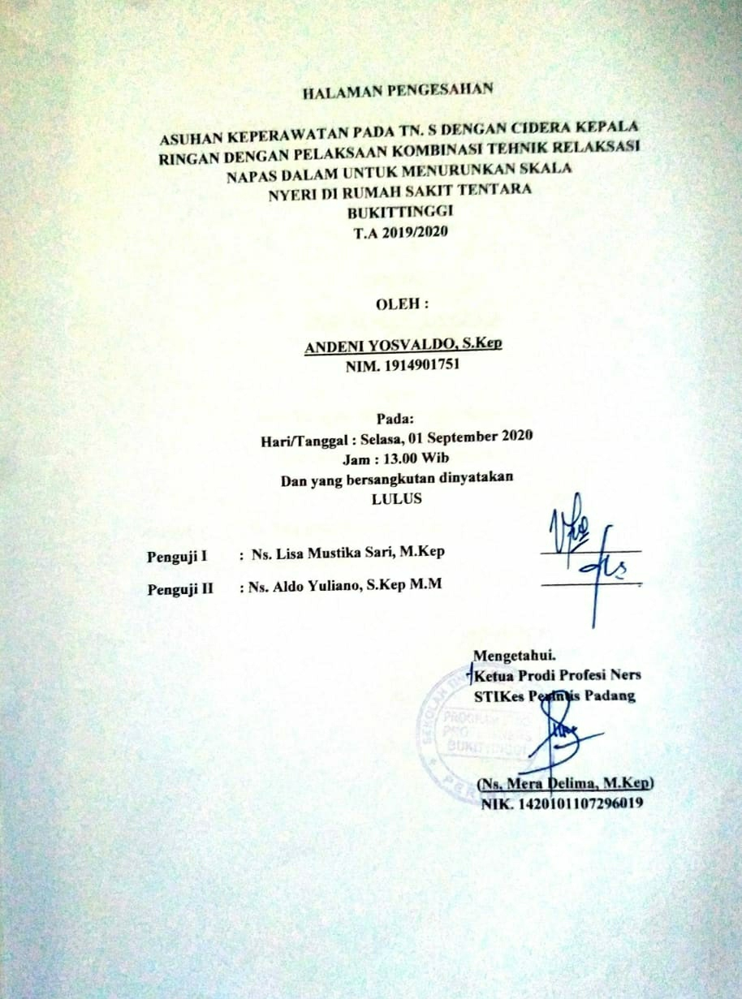 HALAMAN PENGESAHAN
ASUHAN KEPERAWATAN PADA TN. S DENGAN CIDERA KEPALA
RINGAN DENGAN PELAKSAAN KOMBINASI TEHNIK RELAKSASI
NAPAS DALAM UNTUK MENURUNKAN SKALA
NYERI DI RUMAH SAKIT TENTARA
BUKITTINGGI
T.A 2019/2020
OLEH :
ANDENI YOSVALDO, S.Kep
NIM. 1914901751
Pada:
Hari/Tanggal : Selasa, 01 September 2020
Jam : 13.00 Wib
Dan yang bersangkutan dinyatakan
LULUS
Penguji I : Ns. Lisa Mustika Sari, M.Kep
Penguji II : Ns. Aldo Yuliano, S.Kep M.M
Mengetahui.
Ketua Prodi Profesi Ners
STIKes Perintis Padang
SEKOLAH
PROGRAM
BUKITTINGGI
(Ns. Mera Delima, M.Kep)
NIK. 1420101107296019